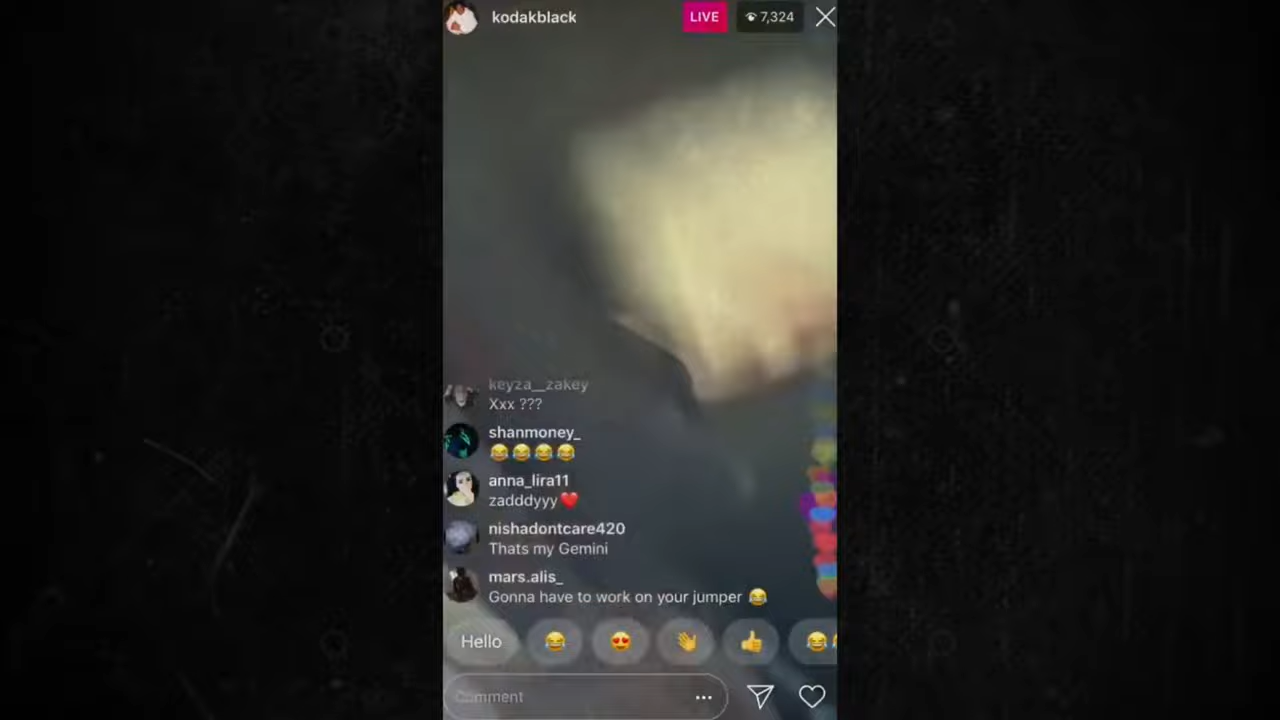 kodakblack
LIVE
7,324
keyza__zakey
Xxx ???
shanmoney_
😂😂😂😂
anna_lira11
zadddyyy❤️
nishadontcare420
Thats my Gemini
mars.alis_
Gonna have to work on your jumper 😂
Hello 😂 😍 👋 👍 😂
Comment